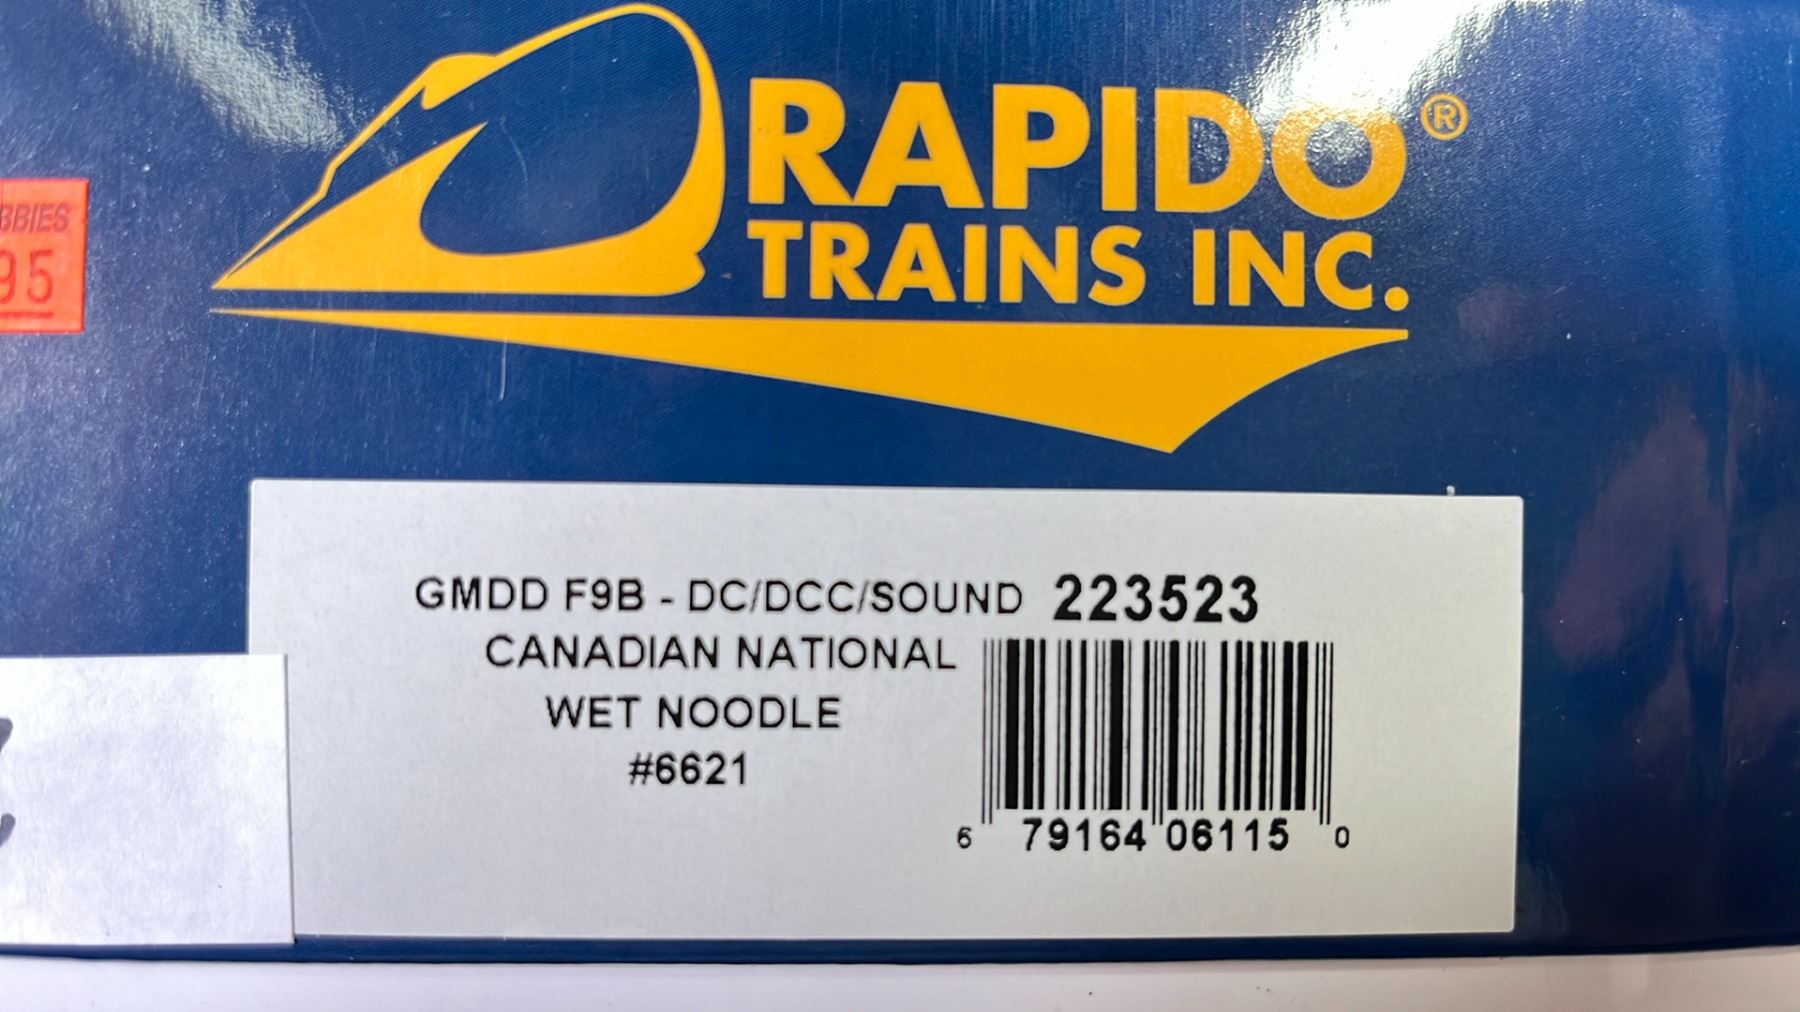 RAPIDO®
TRAINS INC.
BBIES
95
GMDD F9B - DC/DCC/SOUND 223523
CANADIAN NATIONAL
WET NOODLE
#6621
6 79164 06115 0